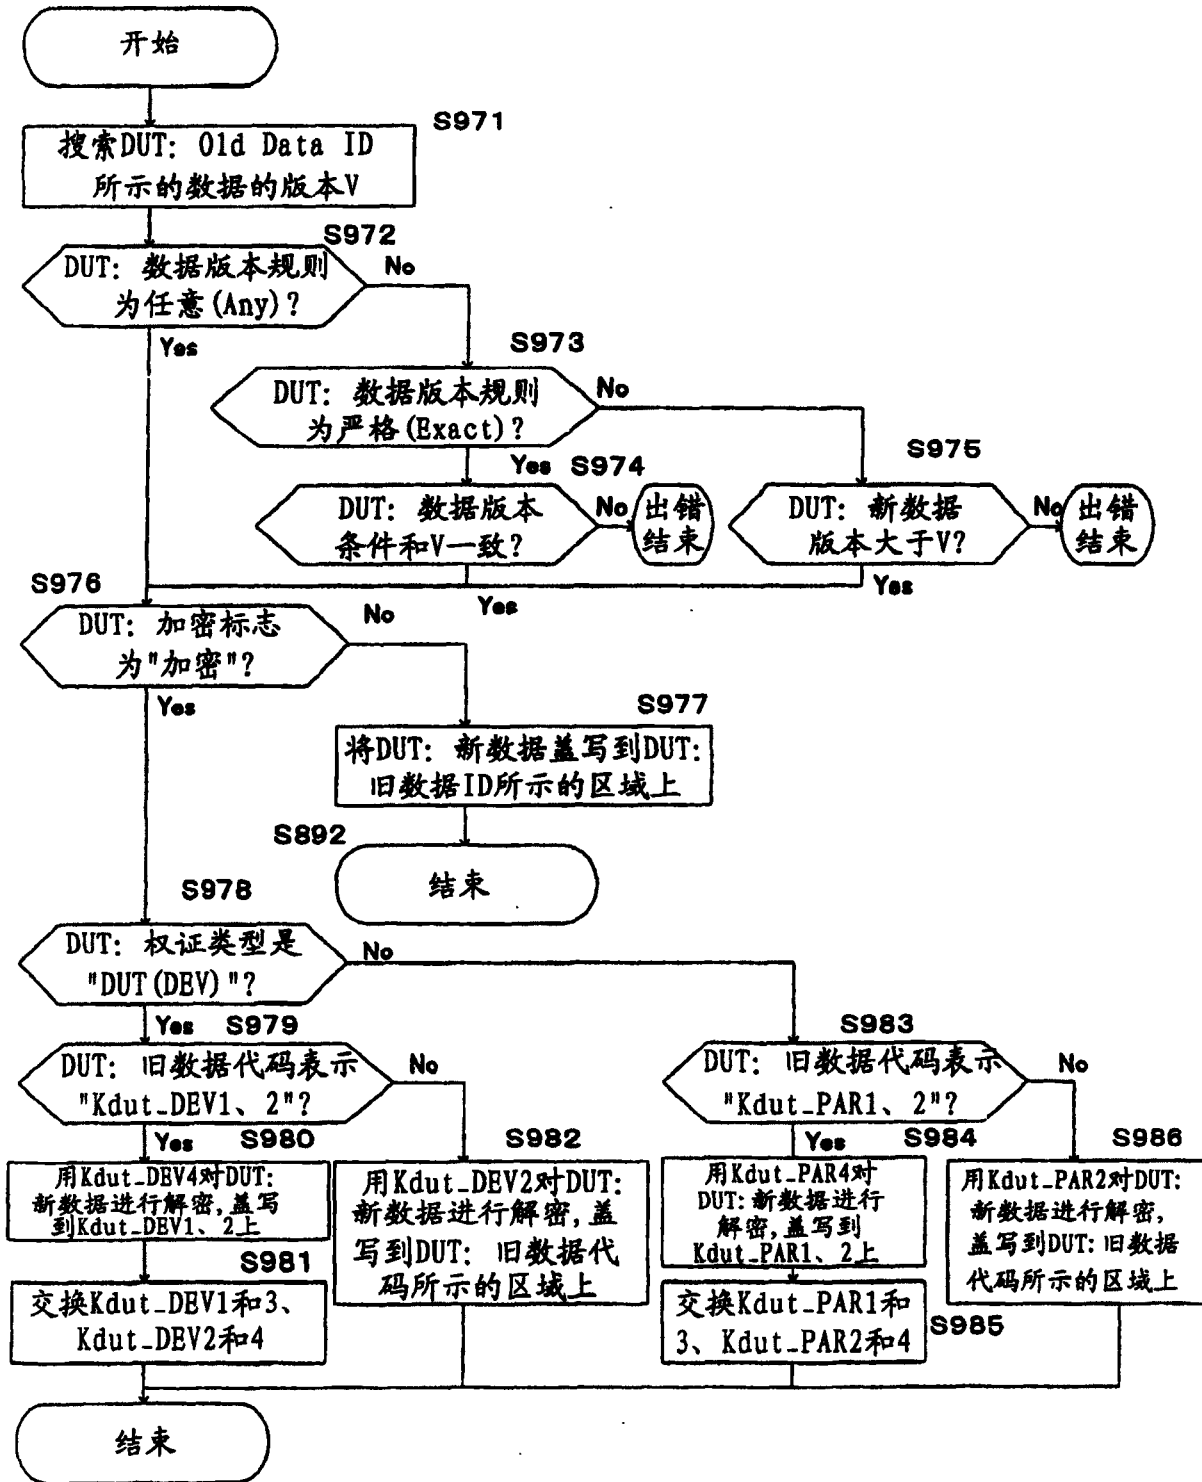 开始
S971
搜索DUT: Old Data ID
所示的数据的版本V
S972
DUT: 数据版本规则
为任意(Any)?
No
Yes
S973
DUT: 数据版本规则
为严格(Exact)?
No
Yes
S974
DUT: 数据版本
条件和V一致?
No
出错
结束
S975
DUT: 新数据
版本大于V?
No
出错
结束
Yes
Yes
S976
DUT: 加密标志
为"加密"?
No
Yes
S977
将DUT: 新数据盖写到DUT:
旧数据ID所示的区域上
S892
结束
S978
DUT: 权证类型是
"DUT(DEV)"?
No
Yes
S979
DUT: 旧数据代码表示
"Kdut_DEV1、2"?
No
Yes
S980
用Kdut_DEV4对DUT:
新数据进行解密,盖写
到Kdut_DEV1、2上
S981
交换Kdut_DEV1和3、
Kdut_DEV2和4
S982
用Kdut_DEV2对DUT:
新数据进行解密,盖
写到DUT: 旧数据代
码所示的区域上
S983
DUT: 旧数据代码表示
"Kdut_PAR1、2"?
No
Yes
S984
用Kdut_PAR4对
DUT:新数据进行
解密,盖写到
Kdut_PAR1、2上
S985
交换Kdut_PAR1和
3、Kdut_PAR2和4
S986
用Kdut_PAR2对DUT:
新数据进行解密,
盖写到DUT:旧数据
代码所示的区域上
结束